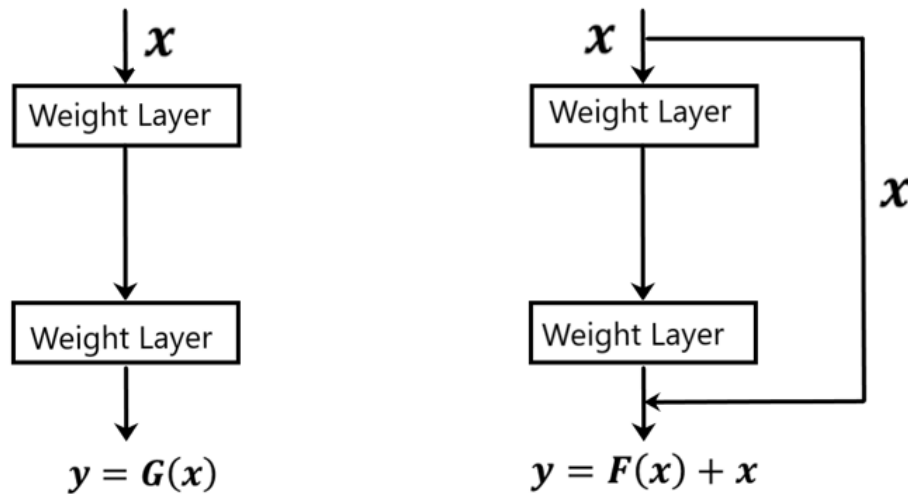 x
Weight Layer
Weight Layer
y = G(x)
x
Weight Layer
x
Weight Layer
y = F(x) + x